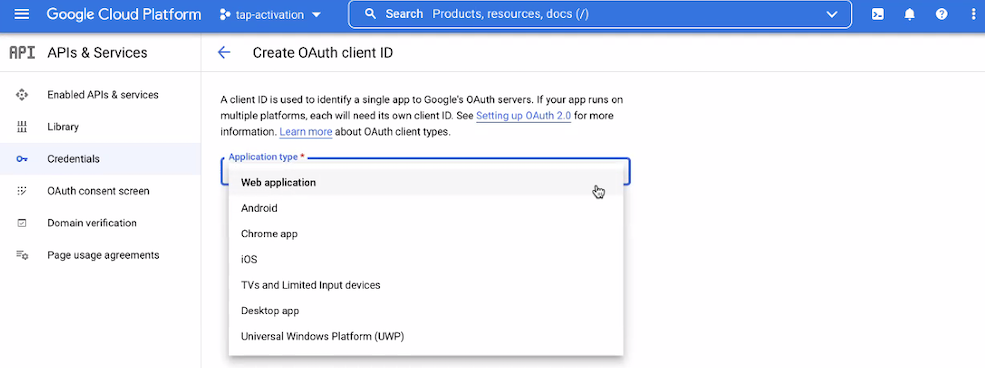 Google Cloud Platform
tap-activation
Search Products, resources, docs (/)
API APIs & Services
Enabled APIs & services
Library
Credentials
OAuth consent screen
Domain verification
Page usage agreements
Create OAuth client ID
A client ID is used to identify a single app to Google's OAuth servers. If your app runs on
multiple platforms, each will need its own client ID. See Setting up OAuth 2.0 for more
information. Learn more about OAuth client types.
Application type *
Web application
Android
Chrome app
iOS
TVs and Limited Input devices
Desktop app
Universal Windows Platform (UWP)